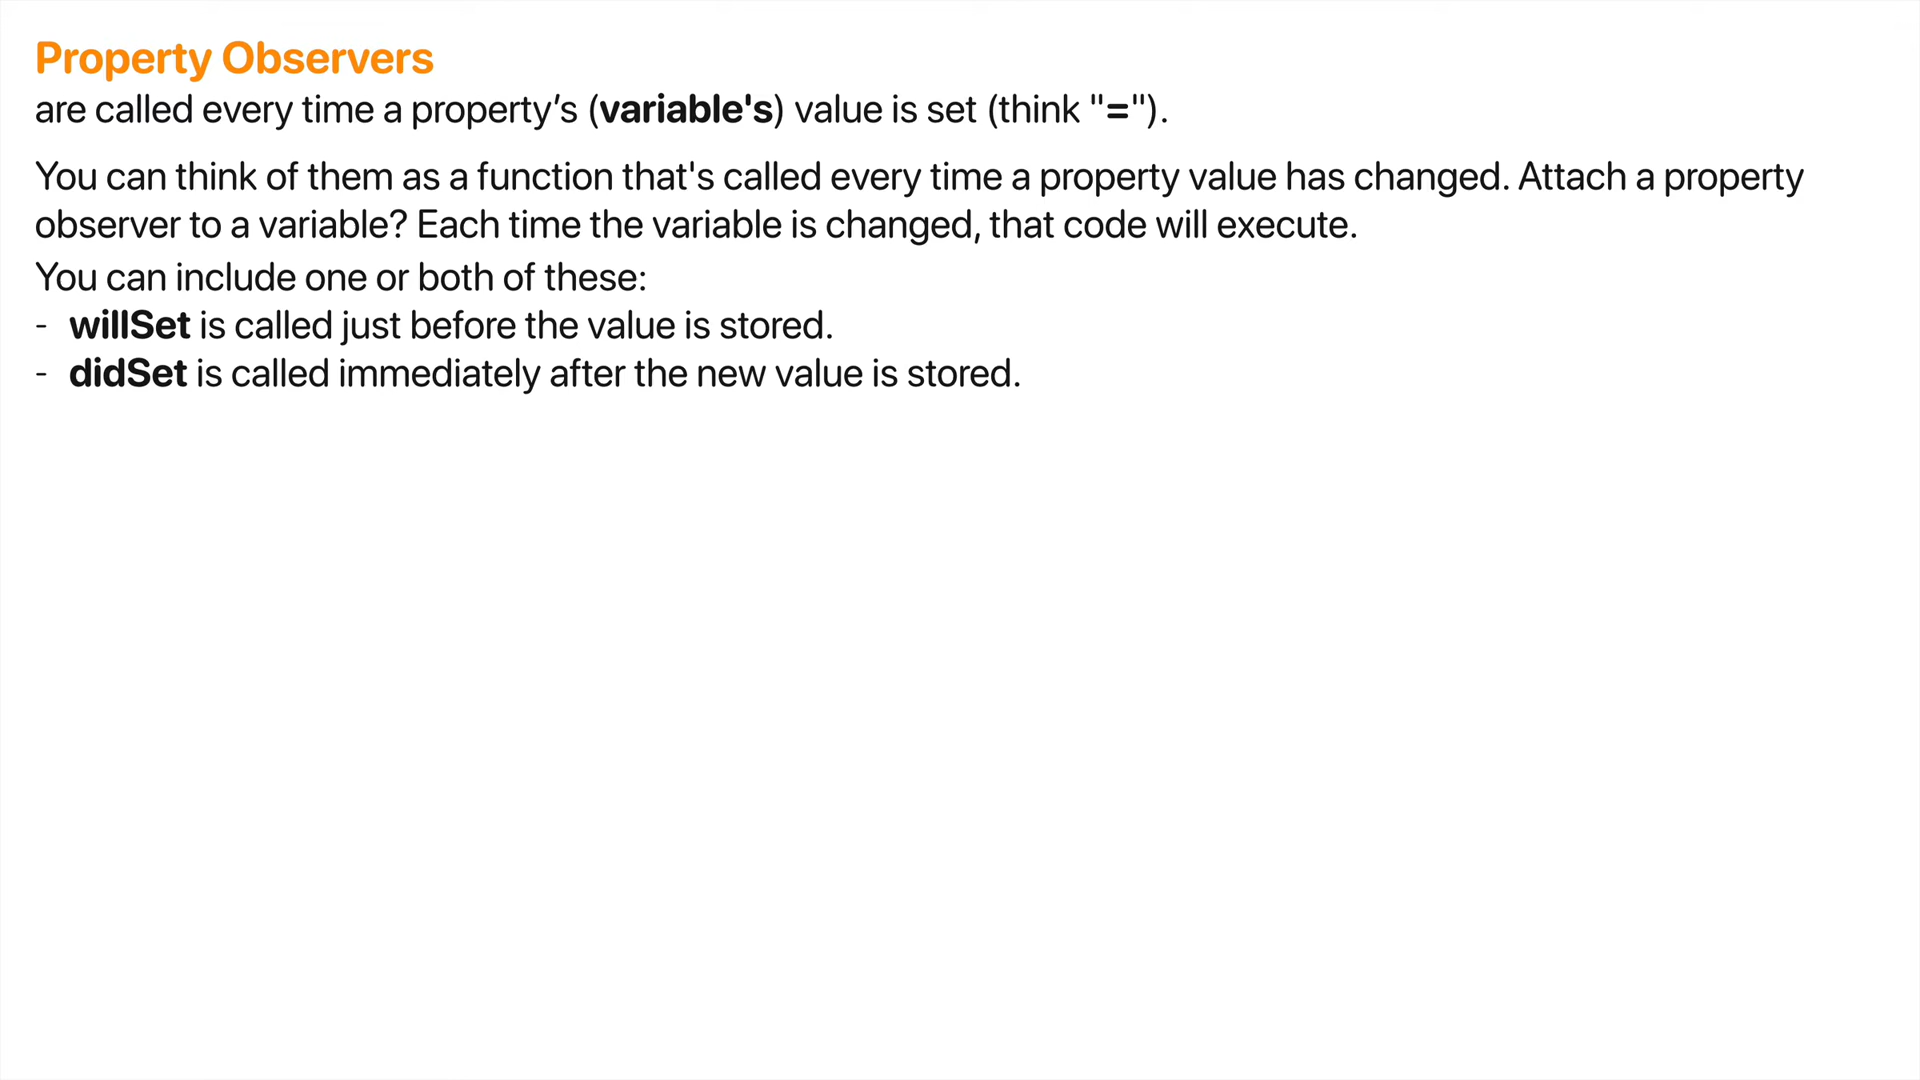 Property Observers
are called every time a property’s (variable's) value is set (think "=").
You can think of them as a function that's called every time a property value has changed. Attach a property
observer to a variable? Each time the variable is changed, that code will execute.
You can include one or both of these:
- willSet is called just before the value is stored.
- didSet is called immediately after the new value is stored.